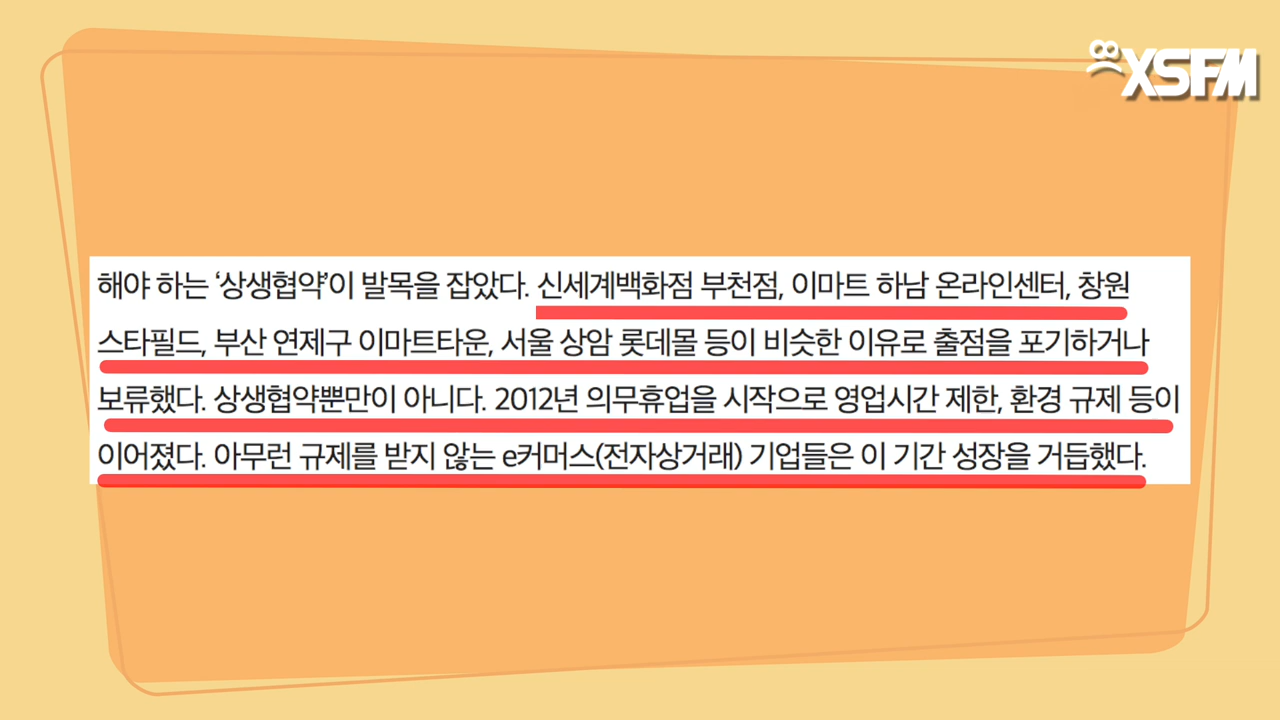 XSFM
해야 하는 ‘상생협약’이 발목을 잡았다. 신세계백화점 부천점, 이마트 하남 온라인센터, 창원
스타필드, 부산 연제구 이마트타운, 서울 상암 롯데몰 등이 비슷한 이유로 출점을 포기하거나
보류했다. 상생협약뿐만이 아니다. 2012년 의무휴업을 시작으로 영업시간 제한, 환경 규제 등이
이어졌다. 아무런 규제를 받지 않는 e커머스(전자상거래) 기업들은 이 기간 성장을 거듭했다.